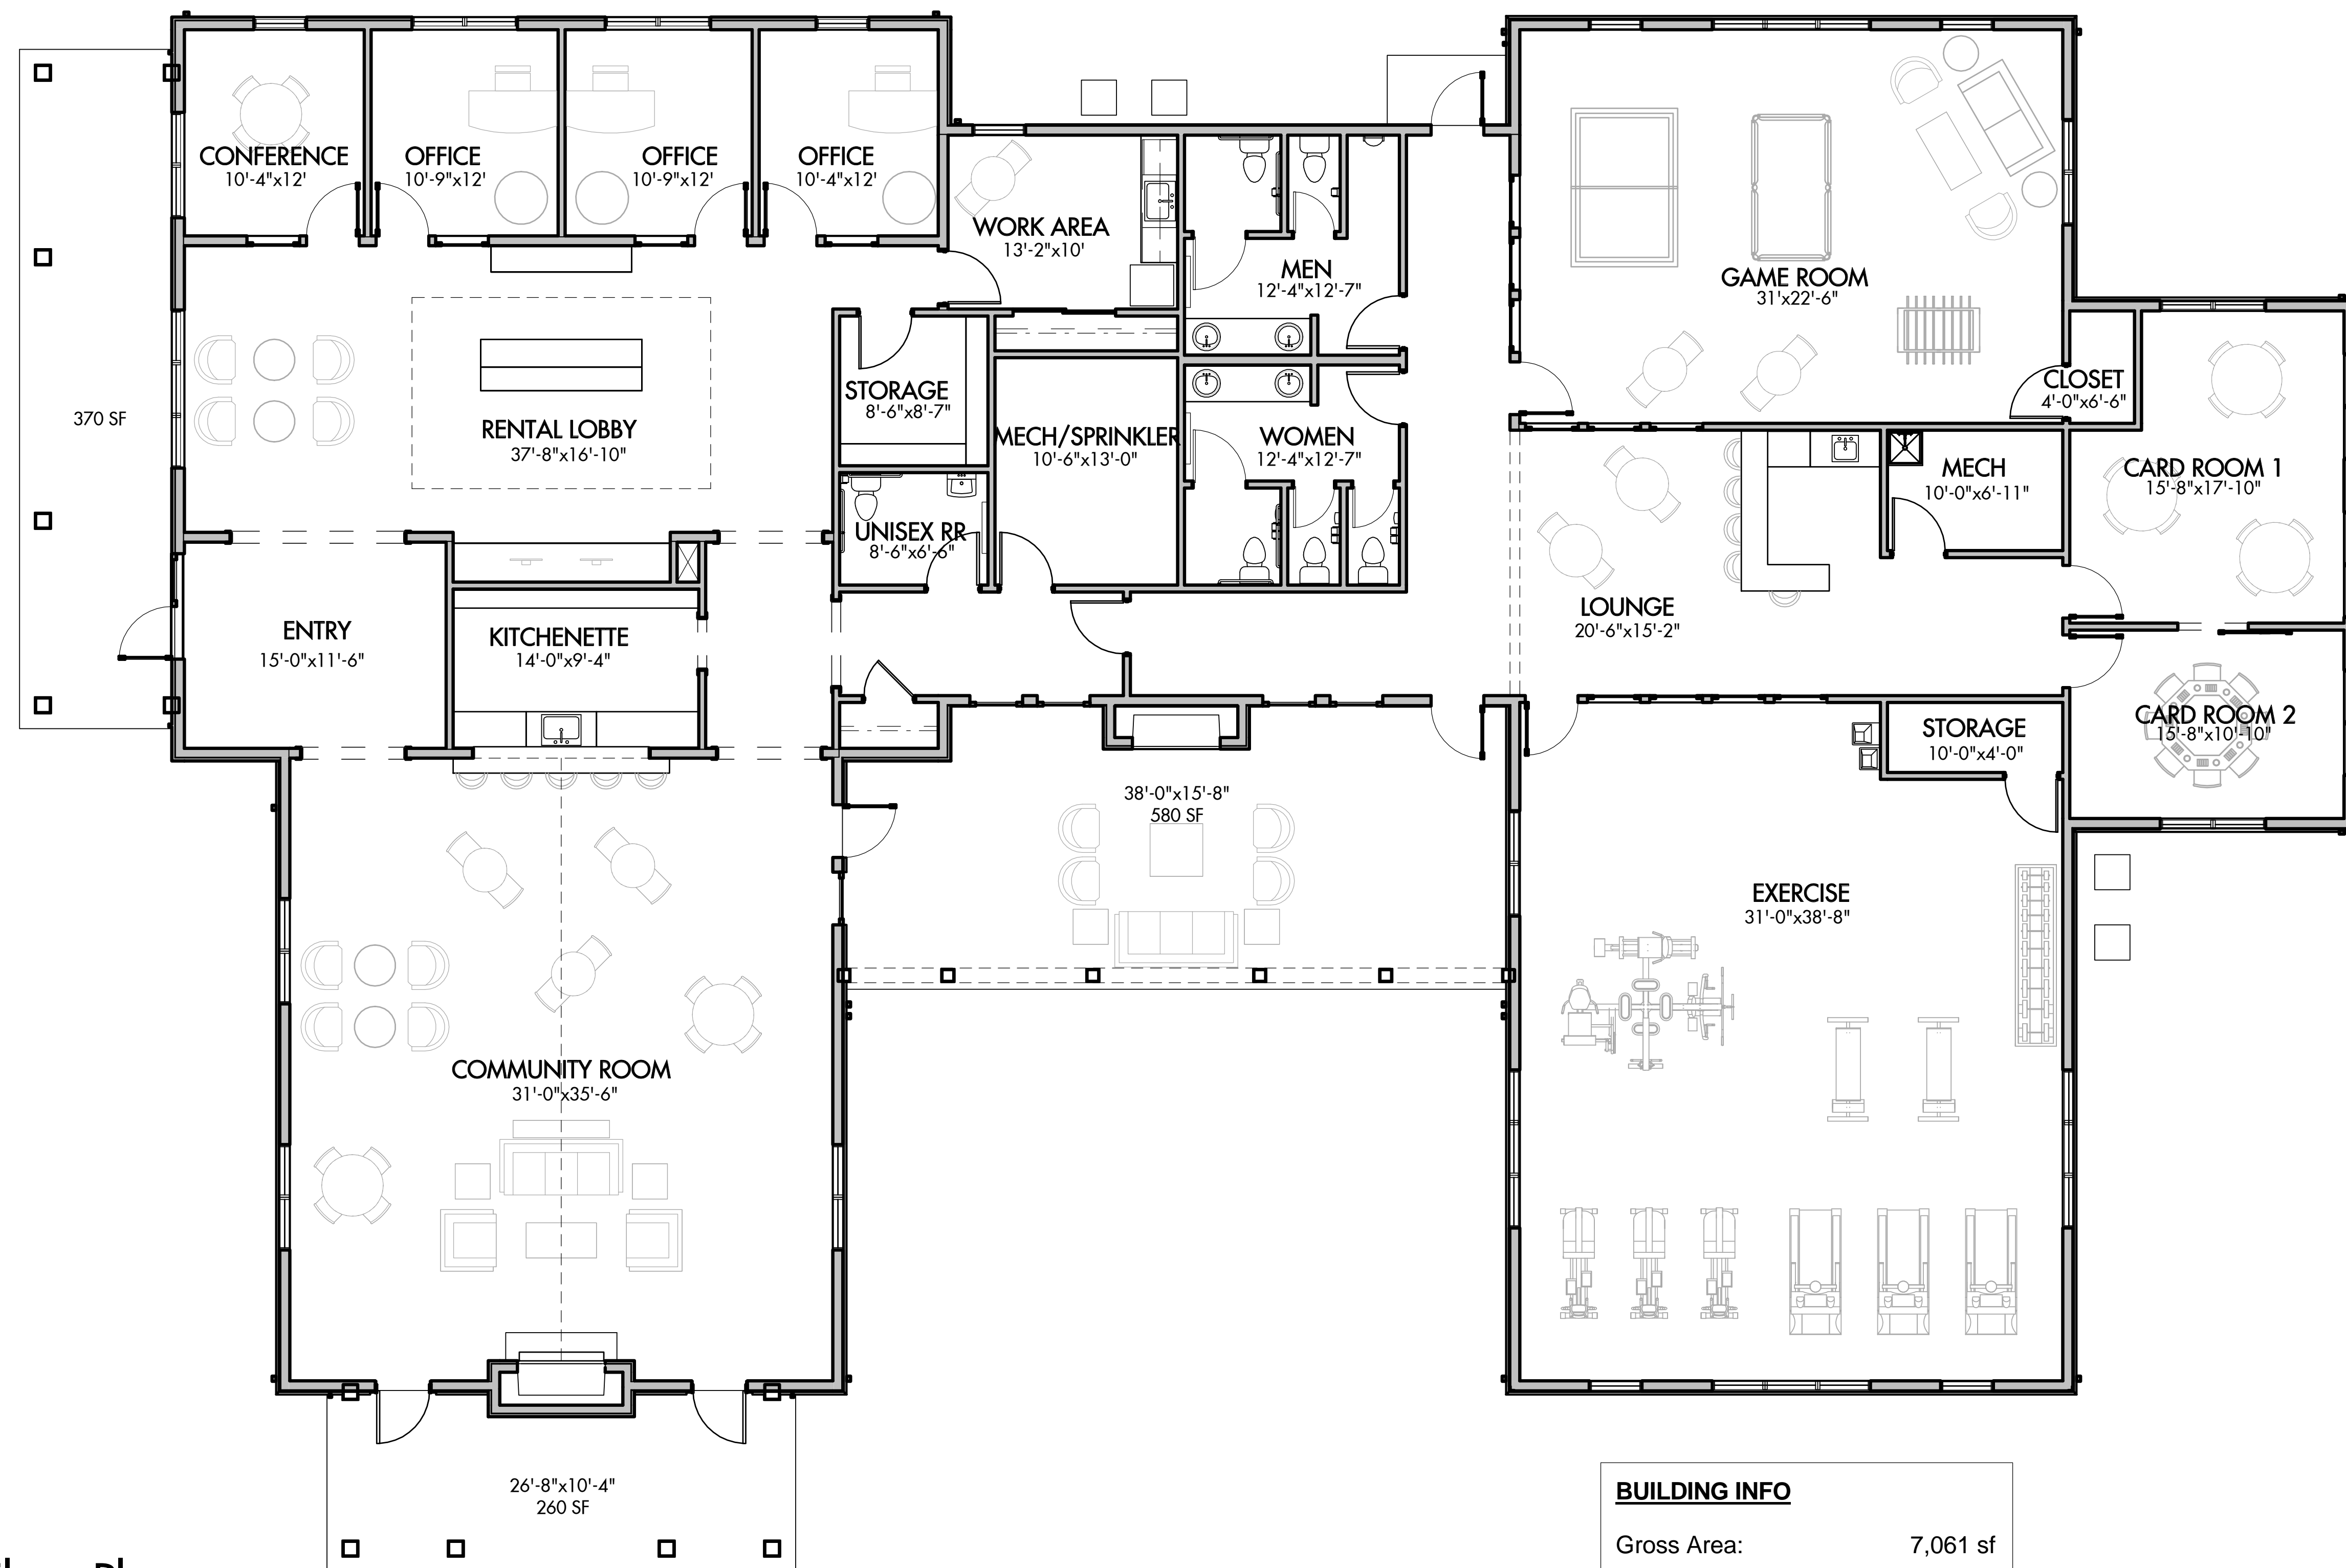 CONFERENCE
10'-4"x12'
OFFICE
10'-9"x12'
OFFICE
10'-9"x12'
OFFICE
10'-4"x12'
WORK AREA
13'-2"x10'
MEN
12'-4"x12'-7"
GAME ROOM
31'x22'-6"
CLOSET
4'-0"x6'-6"
370 SF
RENTAL LOBBY
37'-8"x16'-10"
STORAGE
8'-6"x8'-7"
MECH/SPRINKLER
10'-6"x13'-0"
WOMEN
12'-4"x12'-7"
MECH
10'-0"x6'-11"
CARD ROOM 1
15'-8"x17'-10"
UNISEX RR
8'-6"x6'-6"
ENTRY
15'-0"x11'-6"
KITCHENETTE
14'-0"x9'-4"
LOUNGE
20'-6"x15'-2"
CARD ROOM 2
15'-8"x10'-10"
STORAGE
10'-0"x4'-0"
38'-0"x15'-8"
580 SF
EXERCISE
31'-0"x38'-8"
COMMUNITY ROOM
31'-0"x35'-6"
26'-8"x10'-4"
260 SF
BUILDING INFO
Gross Area: 7,061 sf